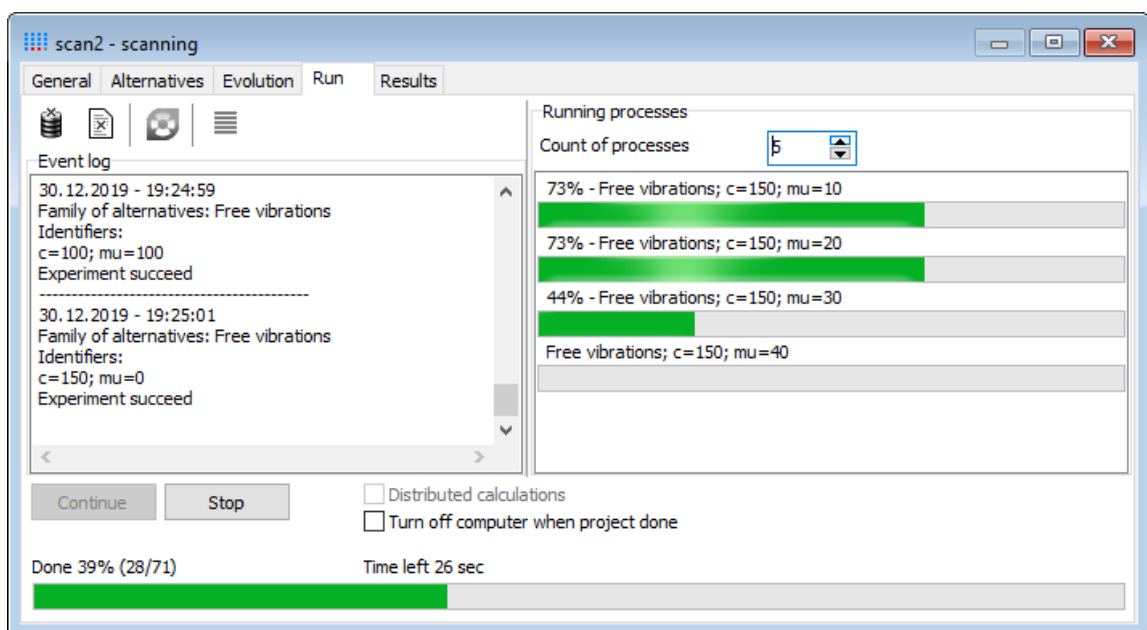 scan2 - scanning
General Alternatives Evolution Run Results
Event log
30.12.2019 - 19:24:59
Family of alternatives: Free vibrations
Identifiers:
c=100; mu=100
Experiment succeed
-------------------------------------------
30.12.2019 - 19:25:01
Family of alternatives: Free vibrations
Identifiers:
c=150; mu=0
Experiment succeed
Running processes
Count of processes 5
73% - Free vibrations; c=150; mu=10
73% - Free vibrations; c=150; mu=20
44% - Free vibrations; c=150; mu=30
Free vibrations; c=150; mu=40
Continue Stop
Distributed calculations
Turn off computer when project done
Done 39% (28/71) Time left 26 sec